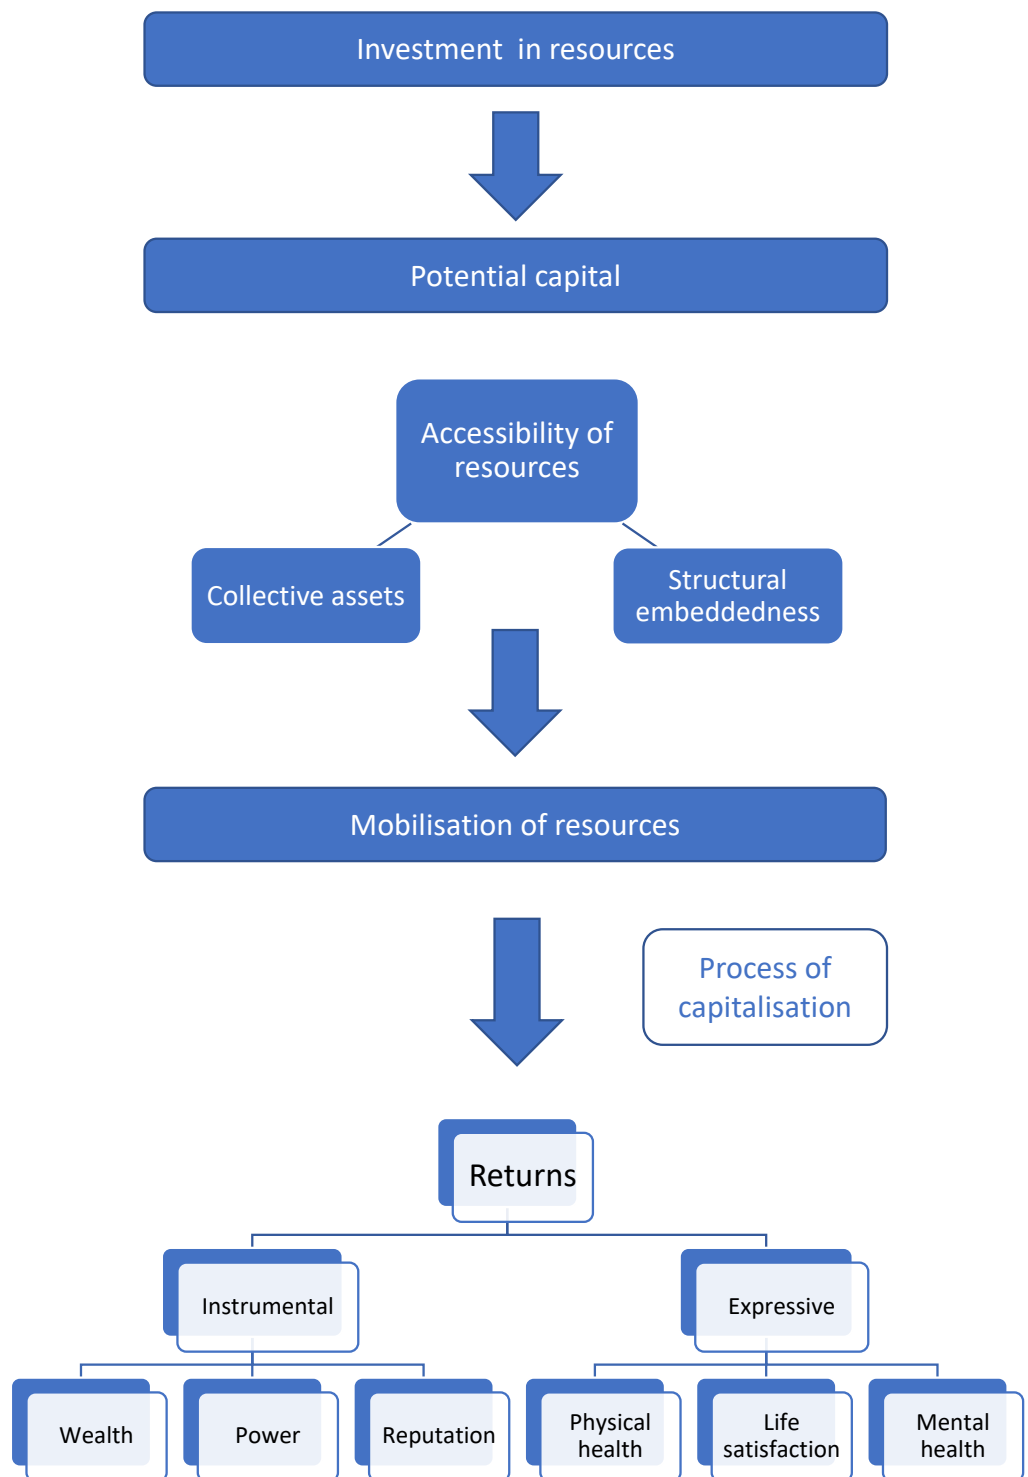 Investment  in resources
Potential capital
Accessibility of
resources
Collective assets
Structural
embeddedness
Mobilisation of resources
Process of
capitalisation
Returns
Instrumental
Expressive
Wealth
Power
Reputation
Physical
health
Life
satisfaction
Mental
health